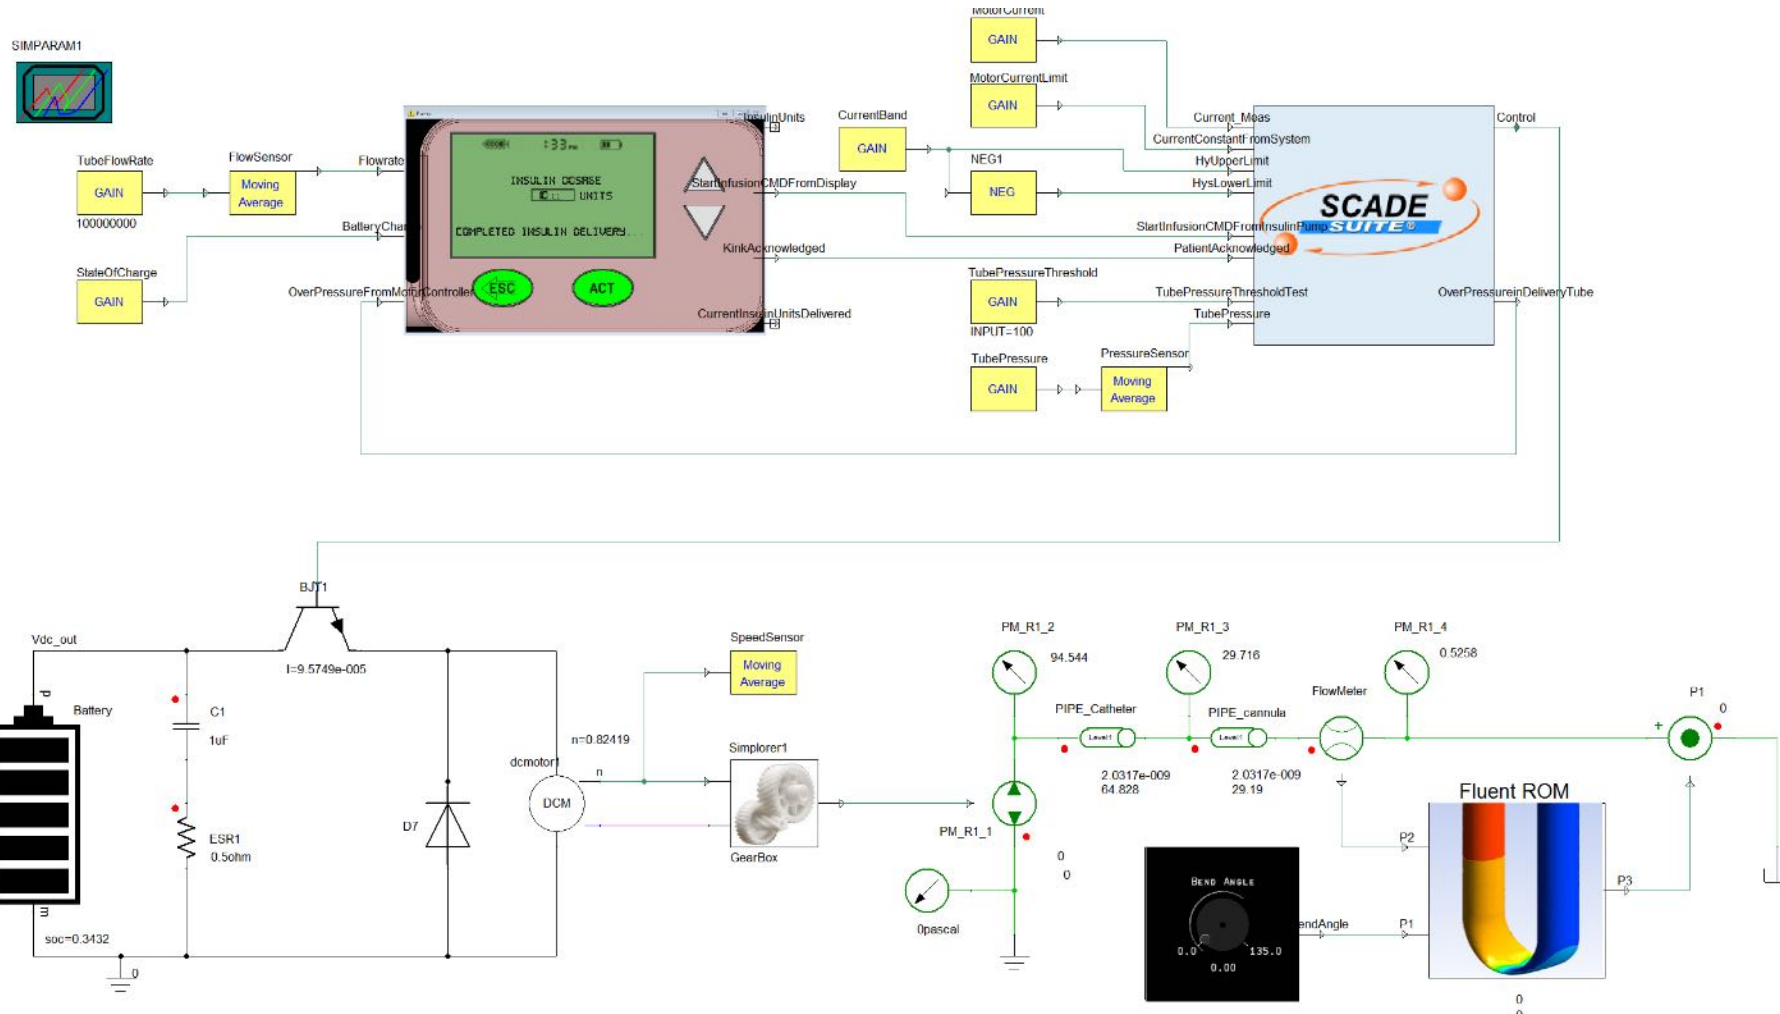 MotorCurrent
GAIN
SIMPARAM1
MotorCurrentLimit
GAIN
CurrentBand
GAIN
NEG1
NEG
InsulinUnits
Current_Meas
Control
CurrentConstantFromSystem
HyUpperLimit
HysLowerLimit
TubeFlowRate
GAIN
100000000
FlowSensor
Moving
Average
Flowrate
:33
INSULIN DOSAGE
UNITS
COMPLETED INSULIN DELIVERY...
ESC
ACT
StartInfusionCMDFromDisplay
SCADE
SUITE®
StartInfusionCMDFromInsulinPump
KinkAcknowledged
PatientAcknowledged
StateOfCharge
GAIN
OverPressureFromMotorController
CurrentInsulinUnitsDelivered
TubePressureThreshold
GAIN
INPUT=100
TubePressureThresholdTest
TubePressure
OverPressureinDeliveryTube
TubePressure
GAIN
PressureSensor
Moving
Average
BJT1
Vdc_out
I=9.5749e-005
p
Battery
m
soc=0.3432
0
C1
1uF
ESR1
0.5ohm
D7
dcmotor1
DCM
n=0.82419
n
SpeedSensor
Moving
Average
Simplorer1
GearBox
PM_R1_2
94.544
PM_R1_3
29.716
PM_R1_4
0.5258
PIPE_Catheter
Level1
2.0317e-009
64.828
PIPE_cannula
Level1
2.0317e-009
29.19
FlowMeter
P1
0
+
PM_R1_1
0
0
0pascal
BEND ANGLE
0.0
135.0
0.00
endAngle
P1
P2
Fluent ROM
P3
0